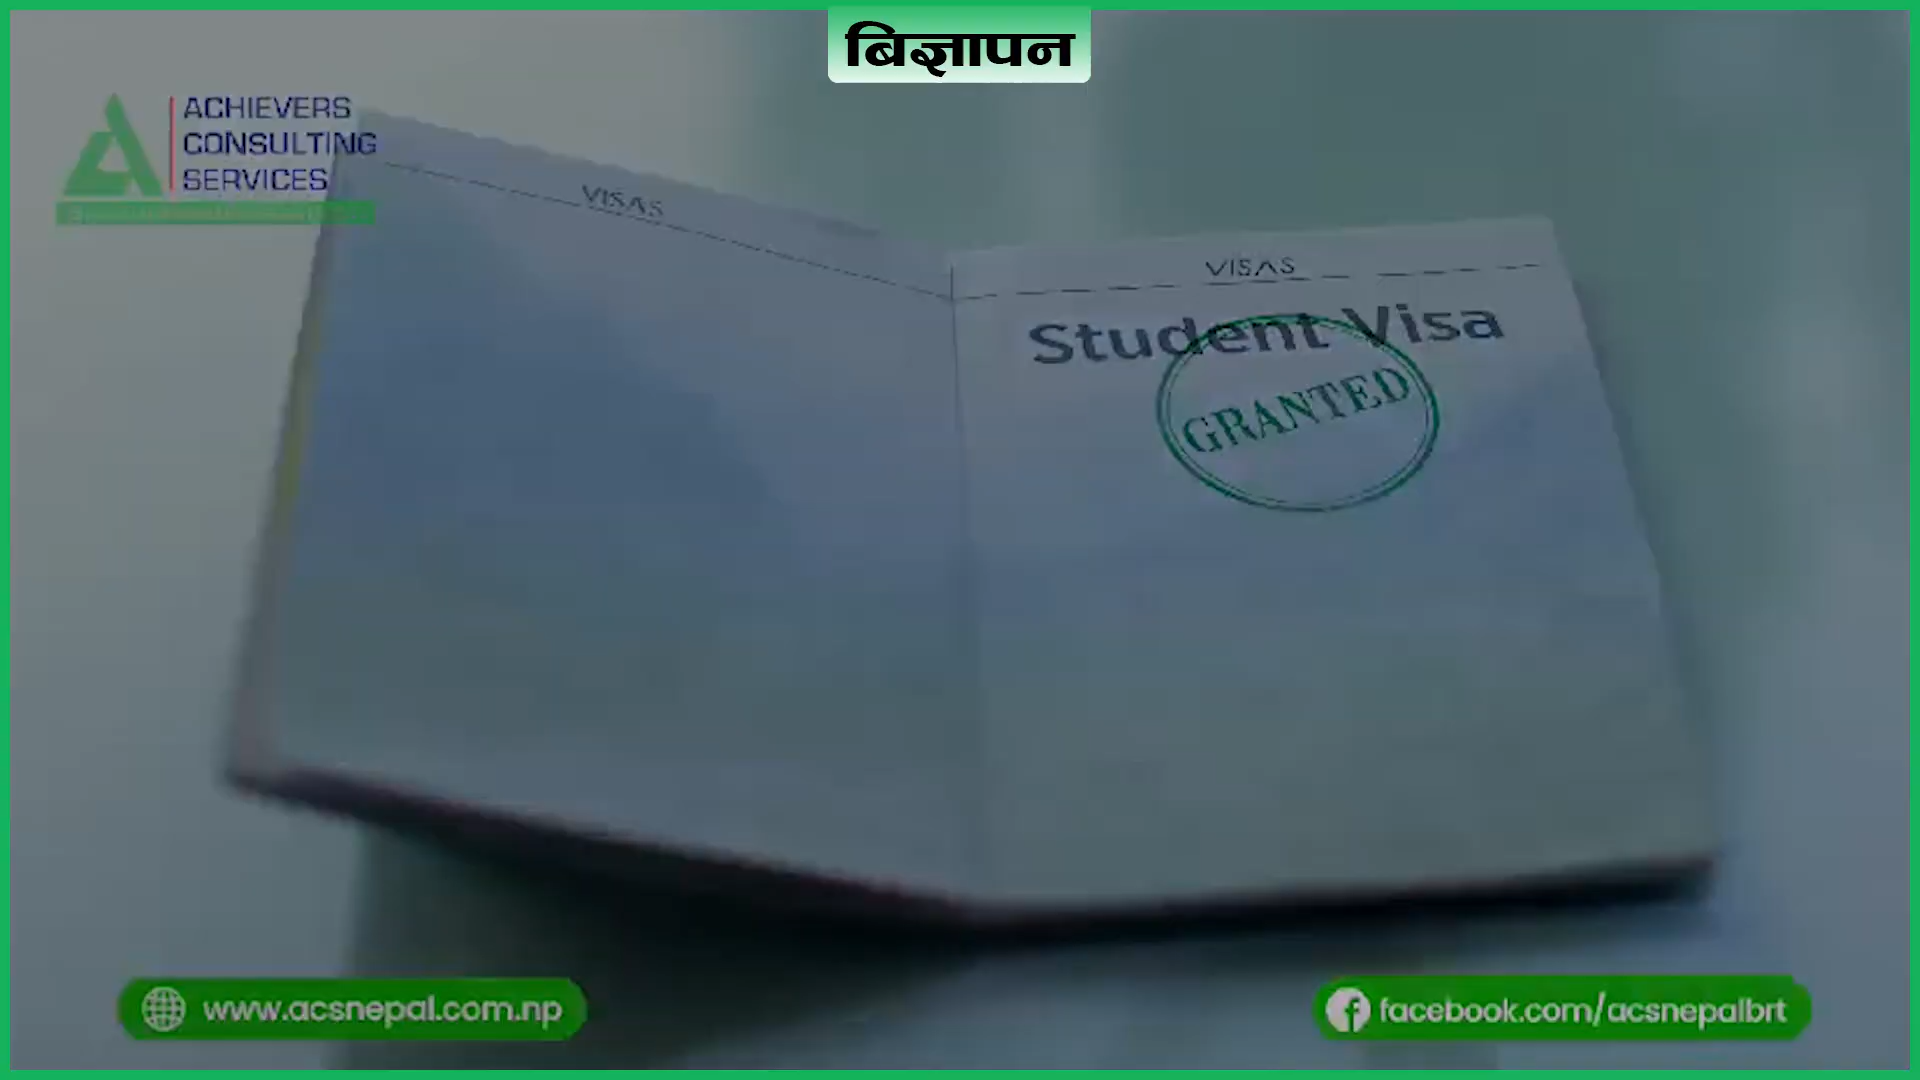 बिज्ञापन
ACHIEVERS
CONSULTING
SERVICES
VISAS
VISAS
Student Visa
GRANTED
www.acsnepal.com.np
facebook.com/acsnepalbrt